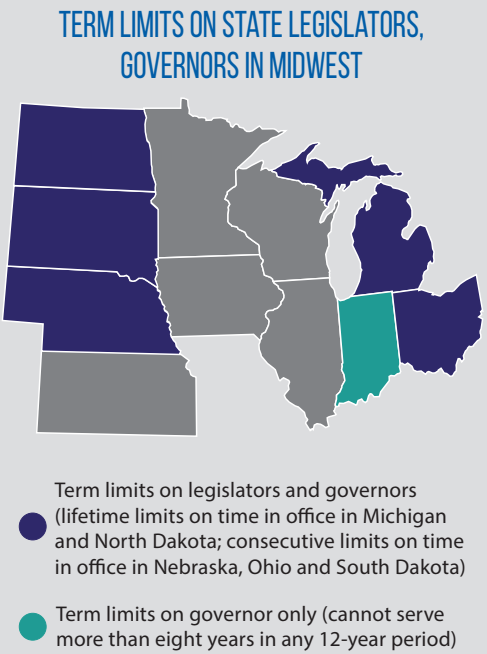 TERM LIMITS ON STATE LEGISLATORS,
GOVERNORS IN MIDWEST
Term limits on legislators and governors
(lifetime limits on time in office in Michigan
and North Dakota; consecutive limits on time
in office in Nebraska, Ohio and South Dakota)
Term limits on governor only (cannot serve
more than eight years in any 12-year period)